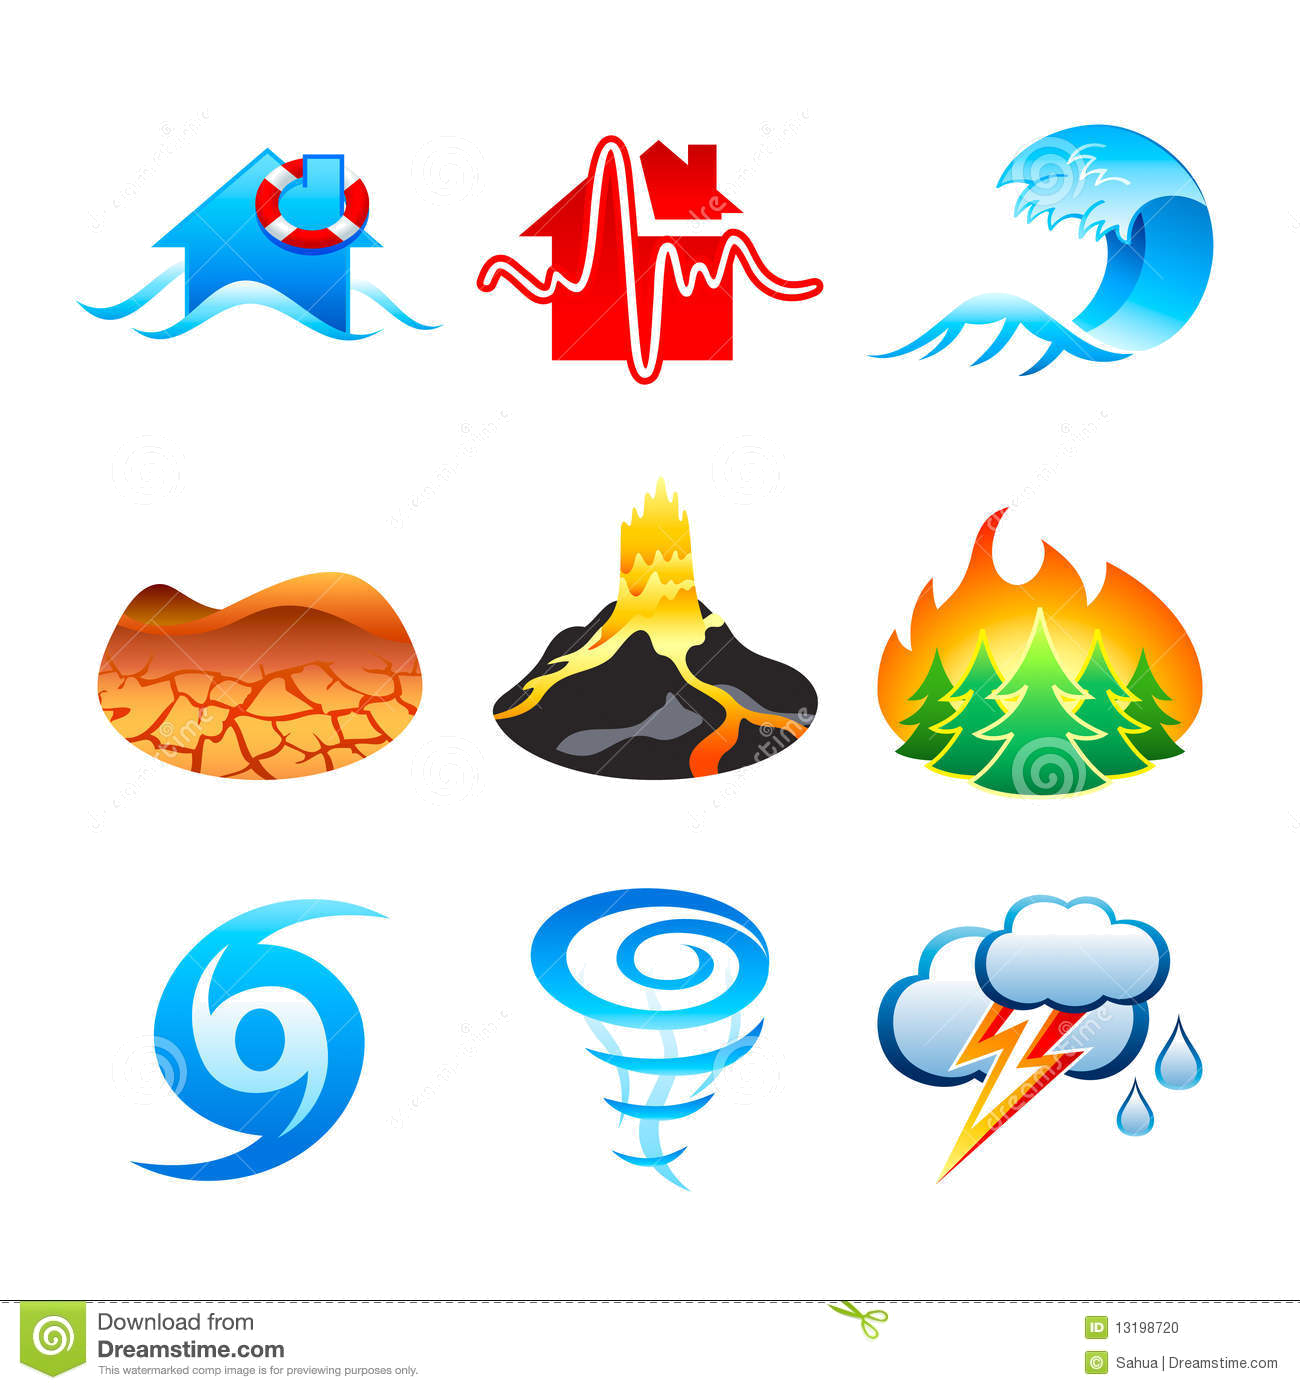 Download from
Dreamstime.com
This watermarked comp image is for previewing purposes only.
ID 13198720
© Sahua | Dreamstime.com